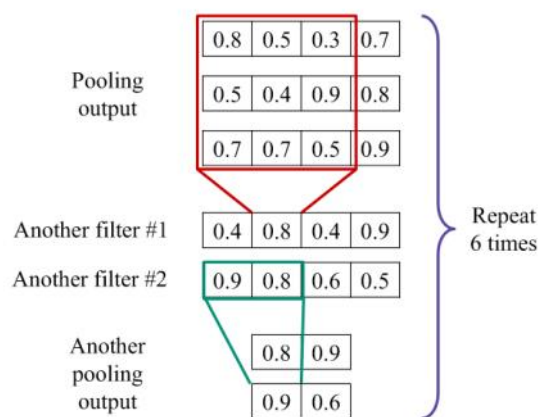 0.8 0.5 0.3 0.7
Pooling
output
0.5 0.4 0.9 0.8
0.7 0.7 0.5 0.9
Another filter #1 0.4 0.8 0.4 0.9
Another filter #2 0.9 0.8 0.6 0.5
Repeat
6 times
Another
pooling
output
0.8 0.9
0.9 0.6